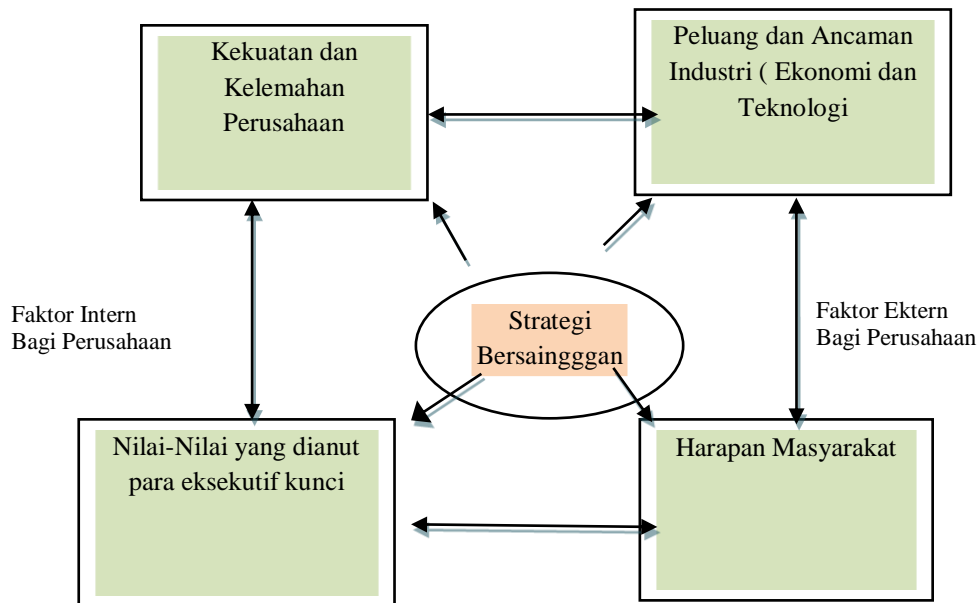 Kekuatan dan
Kelemahan
Perusahaan
Peluang dan Ancaman
Industri ( Ekonomi dan
Teknologi
Faktor Intern
Bagi Perusahaan
Strategi
Bersaingggan
Faktor Ektern
Bagi Perusahaan
Nilai-Nilai yang dianut
para eksekutif kunci
Harapan Masyarakat